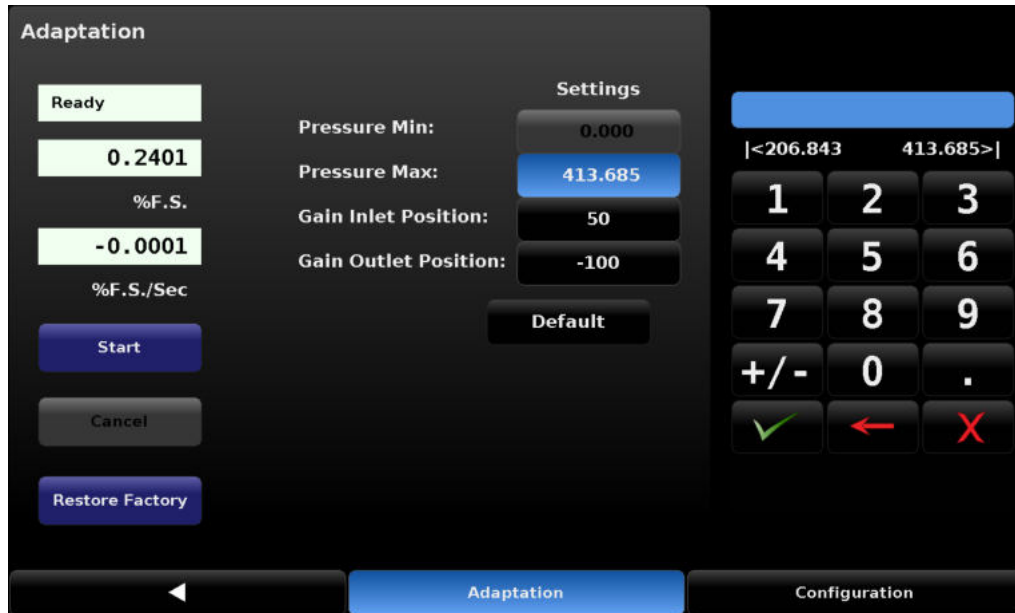 Adaptation
Ready
0.2401
%F.S.
-0.0001
%F.S./Sec
Start
Cancel
Restore Factory
Settings
Pressure Min: 0.000
Pressure Max: 413.685
Gain Inlet Position: 50
Gain Outlet Position: -100
Default
|<206.843 413.685>|
1 2 3
4 5 6
7 8 9
+/- 0 .
X
Adaptation Configuration